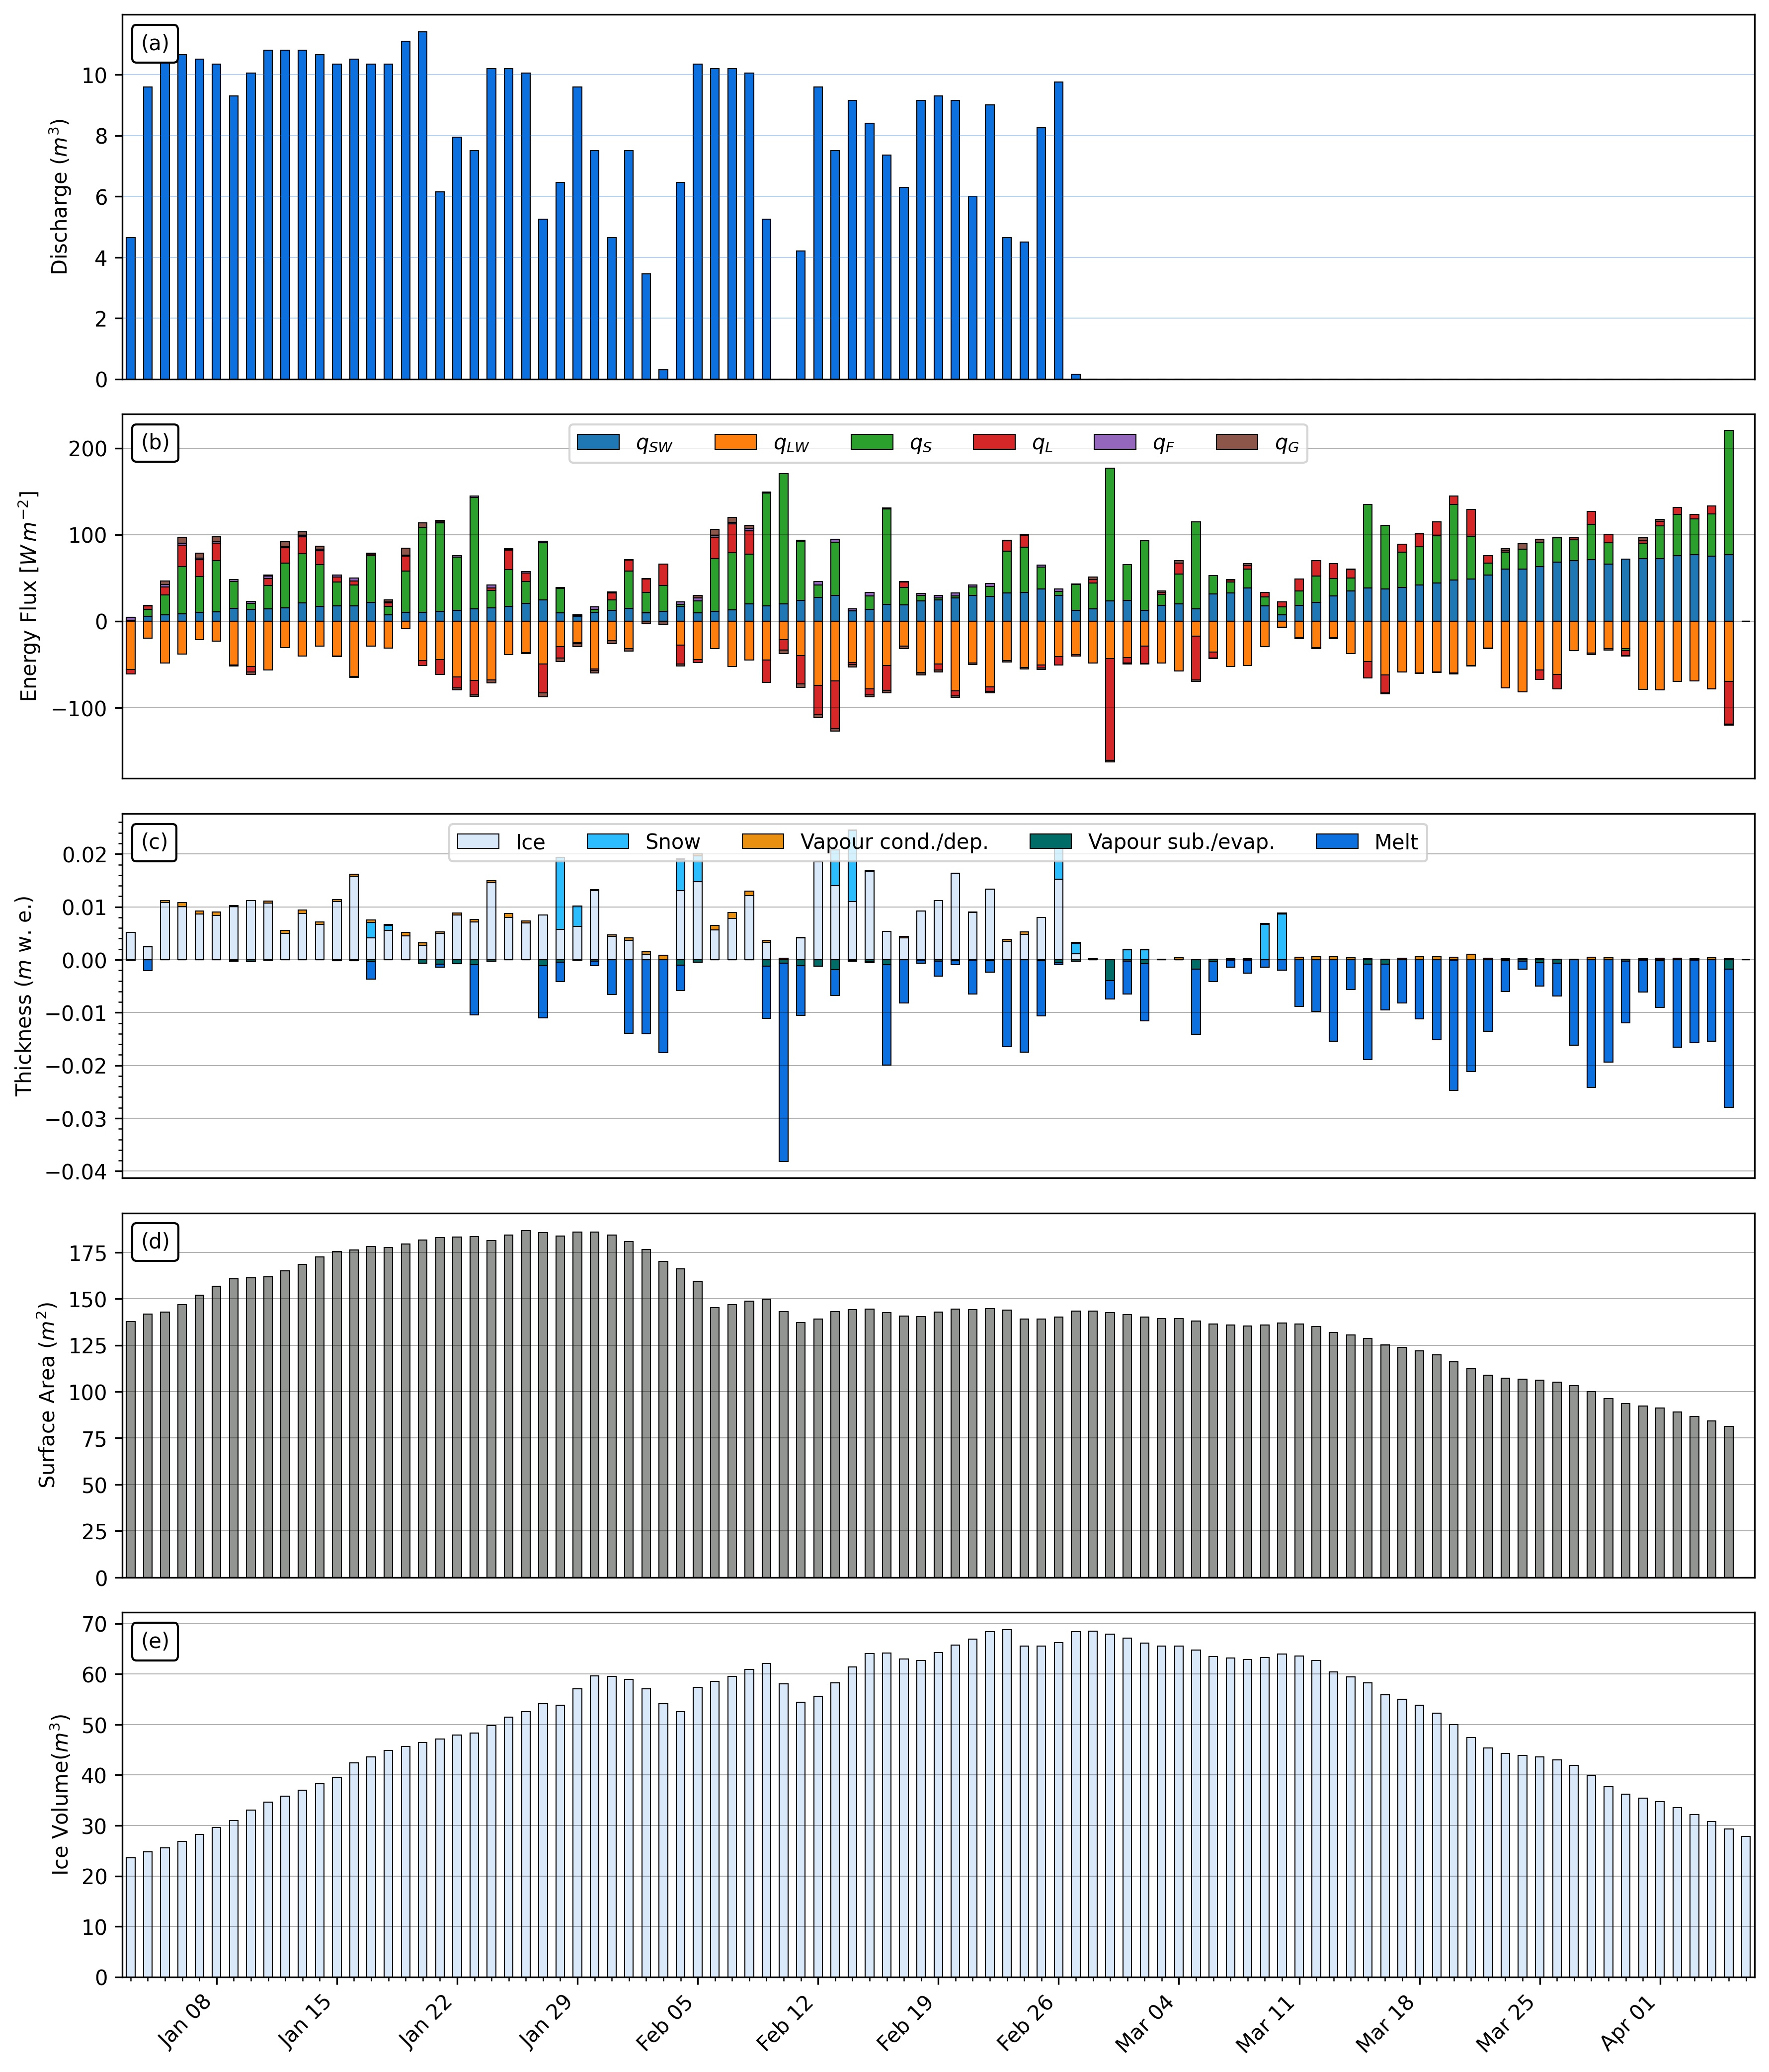 (a)
Discharge (m³)
10
8
6
4
2
0
(b)
q_SW q_LW q_S q_L q_F q_G
Energy Flux [W m⁻²]
200
100
0
−100
(c)
Ice Snow Vapour cond./dep. Vapour sub./evap. Melt
Thickness (m w. e.)
0.02
0.01
0.00
−0.01
−0.02
−0.03
−0.04
(d)
Surface Area (m²)
175
150
125
100
75
50
25
0
(e)
Ice Volume(m³)
70
60
50
40
30
20
10
0
Jan 08 Jan 15 Jan 22 Jan 29 Feb 05 Feb 12 Feb 19 Feb 26 Mar 04 Mar 11 Mar 18 Mar 25 Apr 01